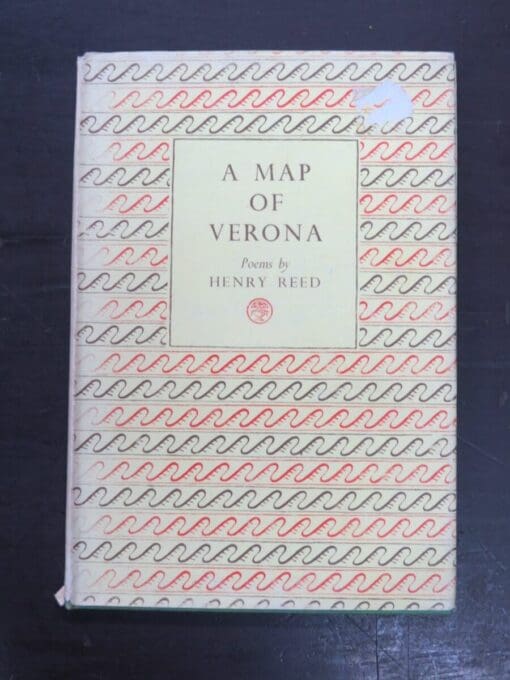 A MAP
OF
VERONA
Poems by
HENRY REED